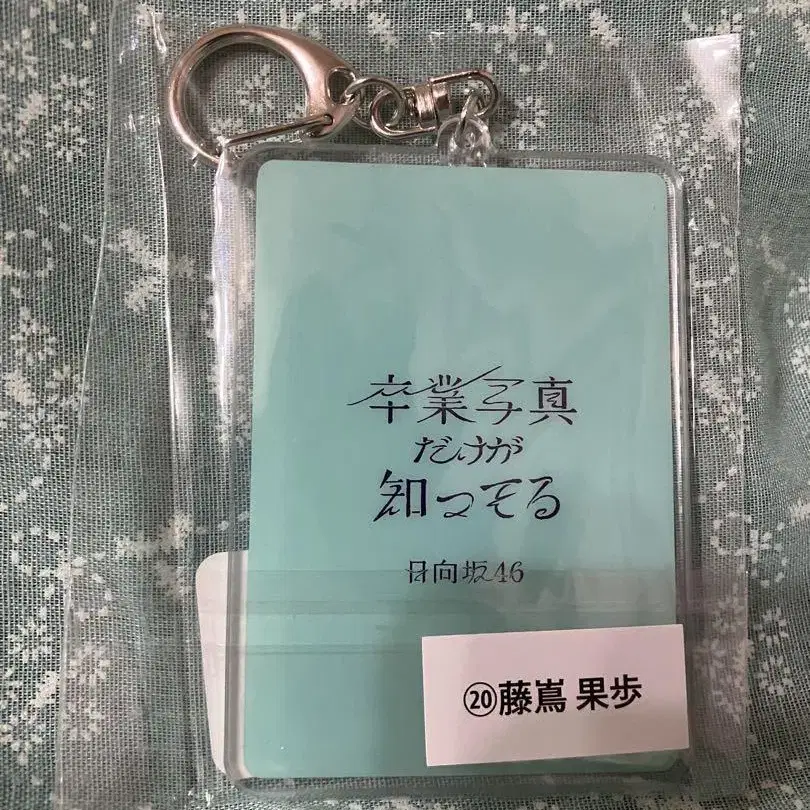 卒業写真
だけが
知ってる
日向坂46
⑳藤嶌 果歩